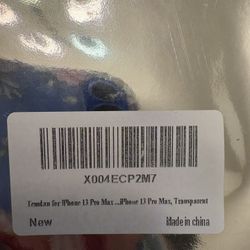 X004ECP2M7
for iPhone 13 Pro Max ...iPhone 13 Pro Max, Transparent
New
Made in china